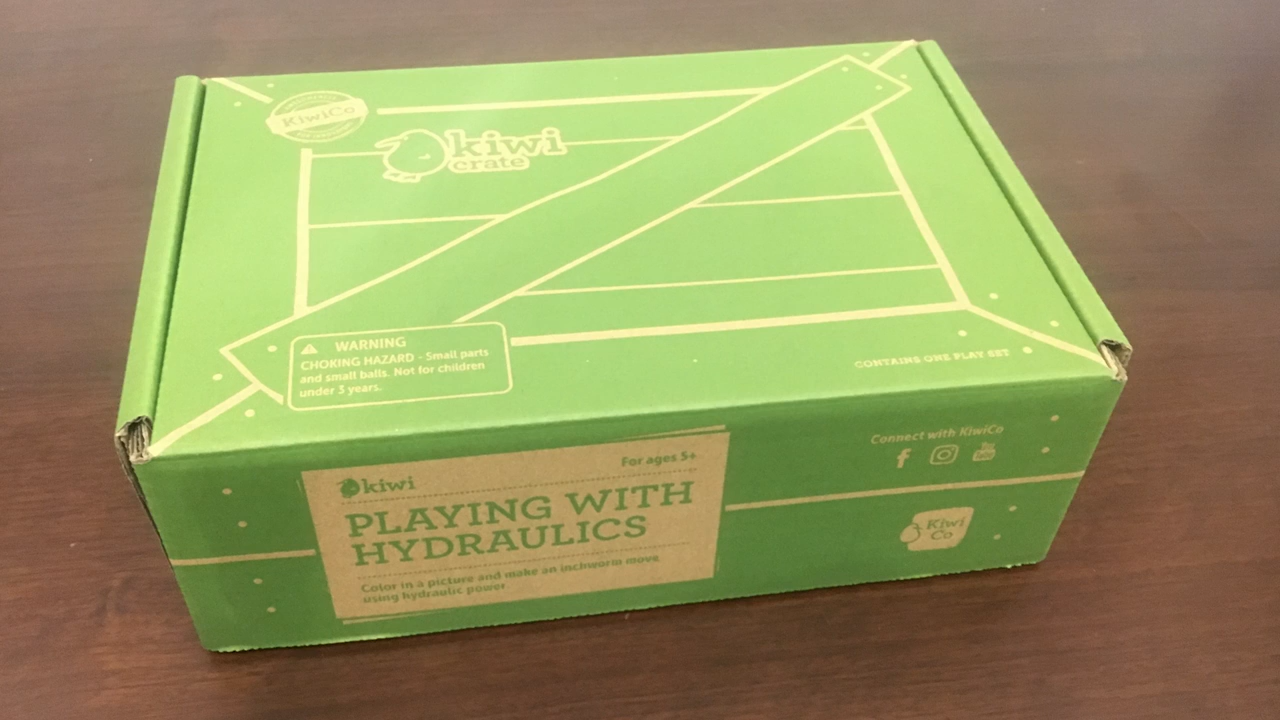 KiwiCo
kiwi
crate
WARNING
CHOKING HAZARD - Small parts
and small balls. Not for children
under 3 years.
CONTAINS ONE PLAY SET
kiwi
For ages 5+
PLAYING WITH
HYDRAULICS
Color in a picture and make an inchworm move
using hydraulic power
Connect with KiwiCo
f
You
Tube
Kiwi
Co